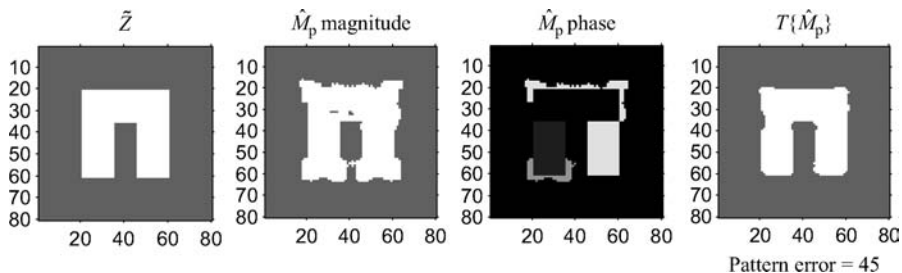 Z̃ M̂p magnitude M̂p phase T{M̂p}
10 10 10 10
20 20 20 20
30 30 30 30
40 40 40 40
50 50 50 50
60 60 60 60
70 70 70 70
80 80 80 80
20 40 60 80 20 40 60 80 20 40 60 80 20 40 60 80
Pattern error = 45